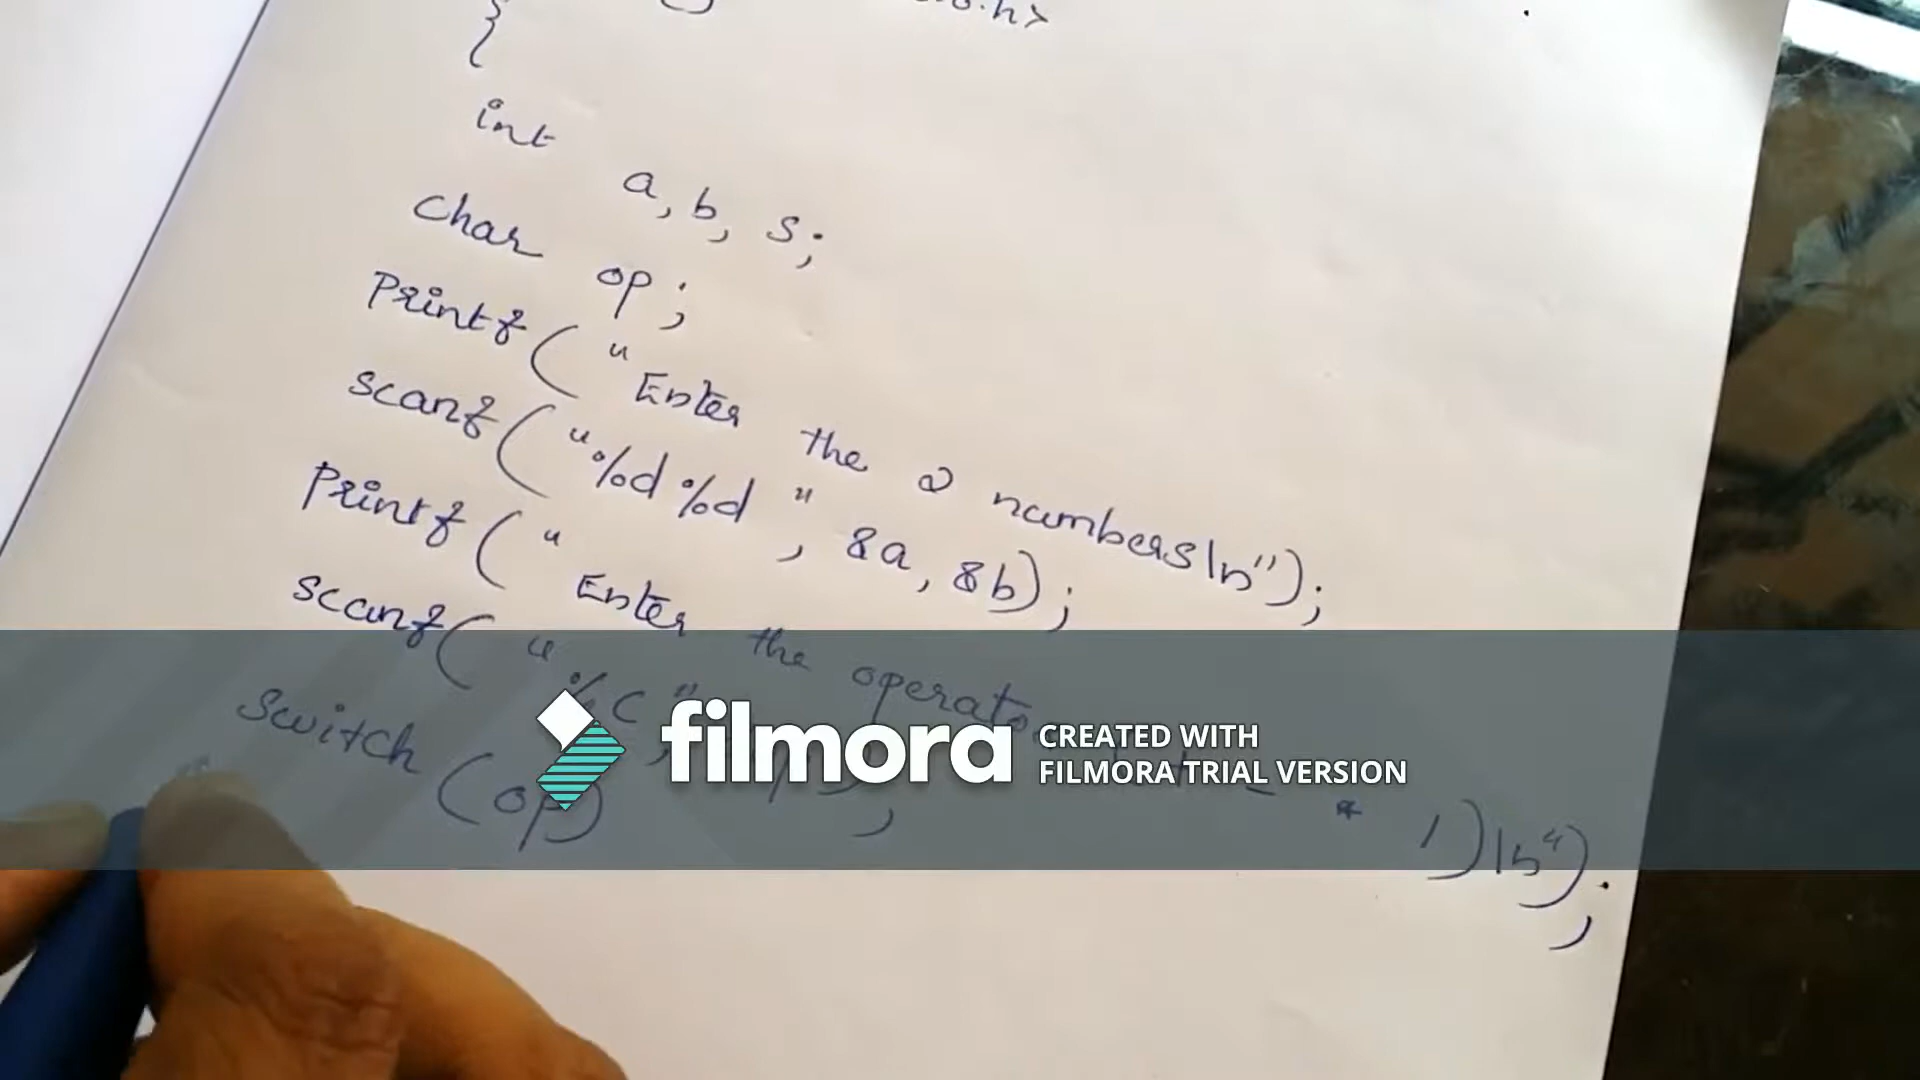 .h>
{
int a, b, s;
char op;
Printf( "Enter the 2 numbers\n");
scanf( "%d %d ", &a, &b);
Printf( " Enter the operator + - * /)\n");
scanf( "%c", );
switch (op)
filmora
CREATED WITH
FILMORA TRIAL VERSION